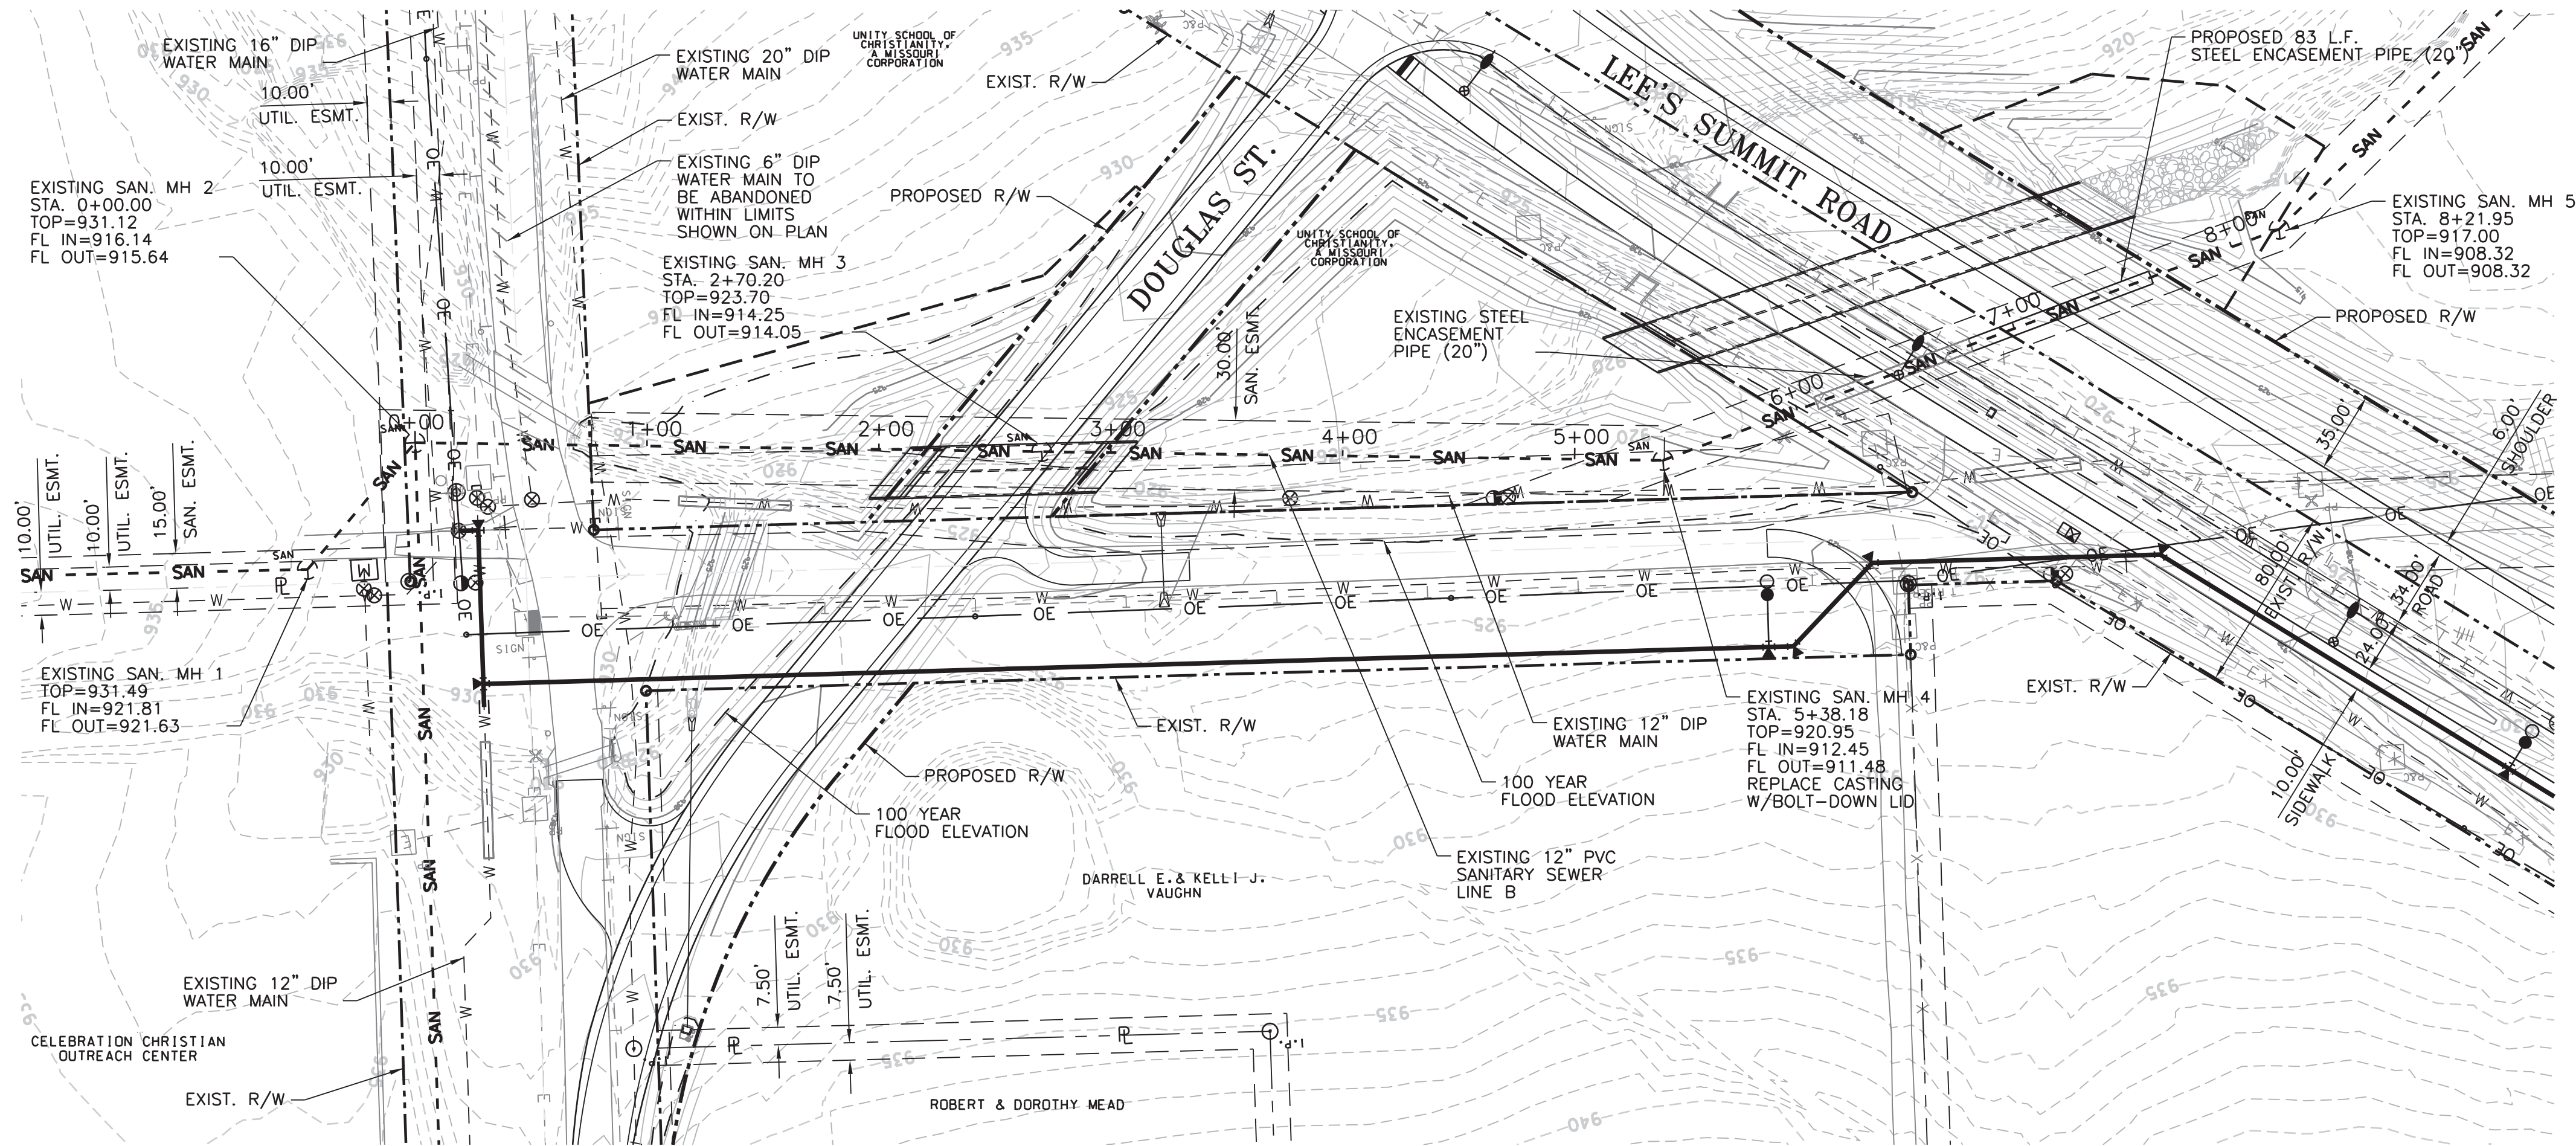 EXISTING 16" DIP
WATER MAIN
10.00'
UTIL. ESMT.
10.00'
UTIL. ESMT.
EXISTING SAN. MH 2
STA. 0+00.00
TOP=931.12
FL IN=916.14
FL OUT=915.64
EXISTING 20" DIP
WATER MAIN
EXIST. R/W
EXISTING 6" DIP
WATER MAIN TO
BE ABANDONED
WITHIN LIMITS
SHOWN ON PLAN
EXISTING SAN. MH 3
STA. 2+70.20
TOP=923.70
FL IN=914.25
FL OUT=914.05
UNITY SCHOOL OF
CHRISTIANITY,
A MISSOURI
CORPORATION
EXIST. R/W
PROPOSED R/W
DOUGLAS ST.
UNITY SCHOOL OF
CHRISTIANITY,
A MISSOURI
CORPORATION
LEE'S SUMMIT ROAD
PROPOSED 83 L.F.
STEEL ENCASEMENT PIPE (20")
EXISTING SAN. MH 5
STA. 8+21.95
TOP=917.00
FL IN=908.32
FL OUT=908.32
PROPOSED R/W
EXISTING STEEL
ENCASEMENT
PIPE (20")
30.00'
SAN. ESMT.
0+00
1+00
2+00
3+00
4+00
5+00
6+00
7+00
8+00
SAN
SAN
SAN
SAN
SAN
SAN
SAN
SAN
SAN
SAN
10.00'
UTIL. ESMT.
10.00'
UTIL. ESMT.
15.00'
SAN. ESMT.
35.00'
6.00'
SHOULDER
80.00'
EXIST. R/W
34.00'
ROAD
24.00'
10.00'
SIDEWALK
EXISTING SAN. MH 1
TOP=931.49
FL IN=921.81
FL OUT=921.63
EXIST. R/W
PROPOSED R/W
100 YEAR
FLOOD ELEVATION
EXISTING 12" DIP
WATER MAIN
100 YEAR
FLOOD ELEVATION
EXISTING 12" PVC
SANITARY SEWER
LINE B
EXISTING SAN. MH 4
STA. 5+38.18
TOP=920.95
FL IN=912.45
FL OUT=911.48
REPLACE CASTING
W/BOLT-DOWN LID
EXIST. R/W
DARRELL E.& KELLI J.
VAUGHN
7.50'
UTIL. ESMT.
7.50'
UTIL. ESMT.
EXISTING 12" DIP
WATER MAIN
CELEBRATION CHRISTIAN
OUTREACH CENTER
EXIST. R/W
ROBERT & DOROTHY MEAD
I.P.
930
935
935
940